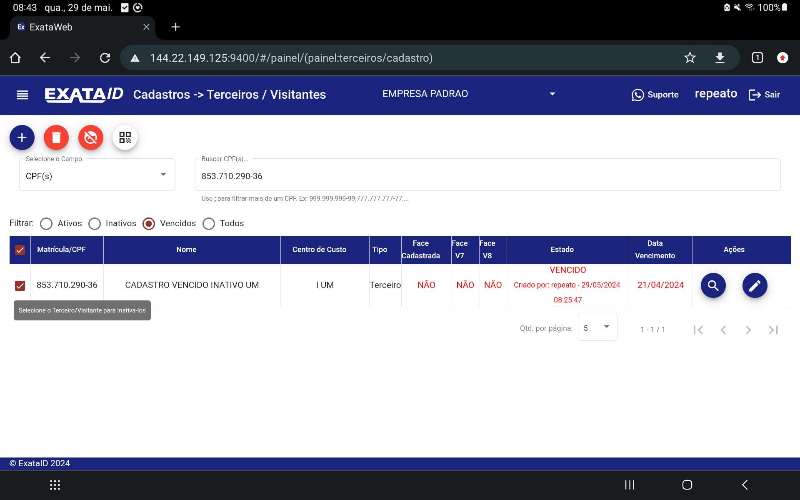 08:43 qua., 29 de mai.
100%
Ex ExataWeb
144.22.149.125:9400/#/painel/(painel:terceiros/cadastro)
1
EXATA ID Cadastros -> Terceiros / Visitantes
EMPRESA PADRAO
Suporte
repeato
Sair
Selecione o Campo
CPF(s)
Buscar CPF(s)...
853.710.290-36
Use ; para filtrar mais de um CPF. Ex: 999.999.999-99;777.777.777-77;...
Filtrar: Ativos Inativos Vencidos Todos
Matrícula/CPF
Nome
Centro de Custo
Tipo
Face Cadastrada
Face V7
Face V8
Estado
Data Vencimento
Ações
853.710.290-36
CADASTRO VENCIDO INATIVO UM
I UM
Terceiro
NÃO
NÃO
NÃO
VENCIDO
Criado por: repeato - 29/05/2024
08:25:47
21/04/2024
Selecione o Terceiro/Visitante para Inativa-los
Qtd. por página: 5
1 - 1 / 1
© ExataID 2024